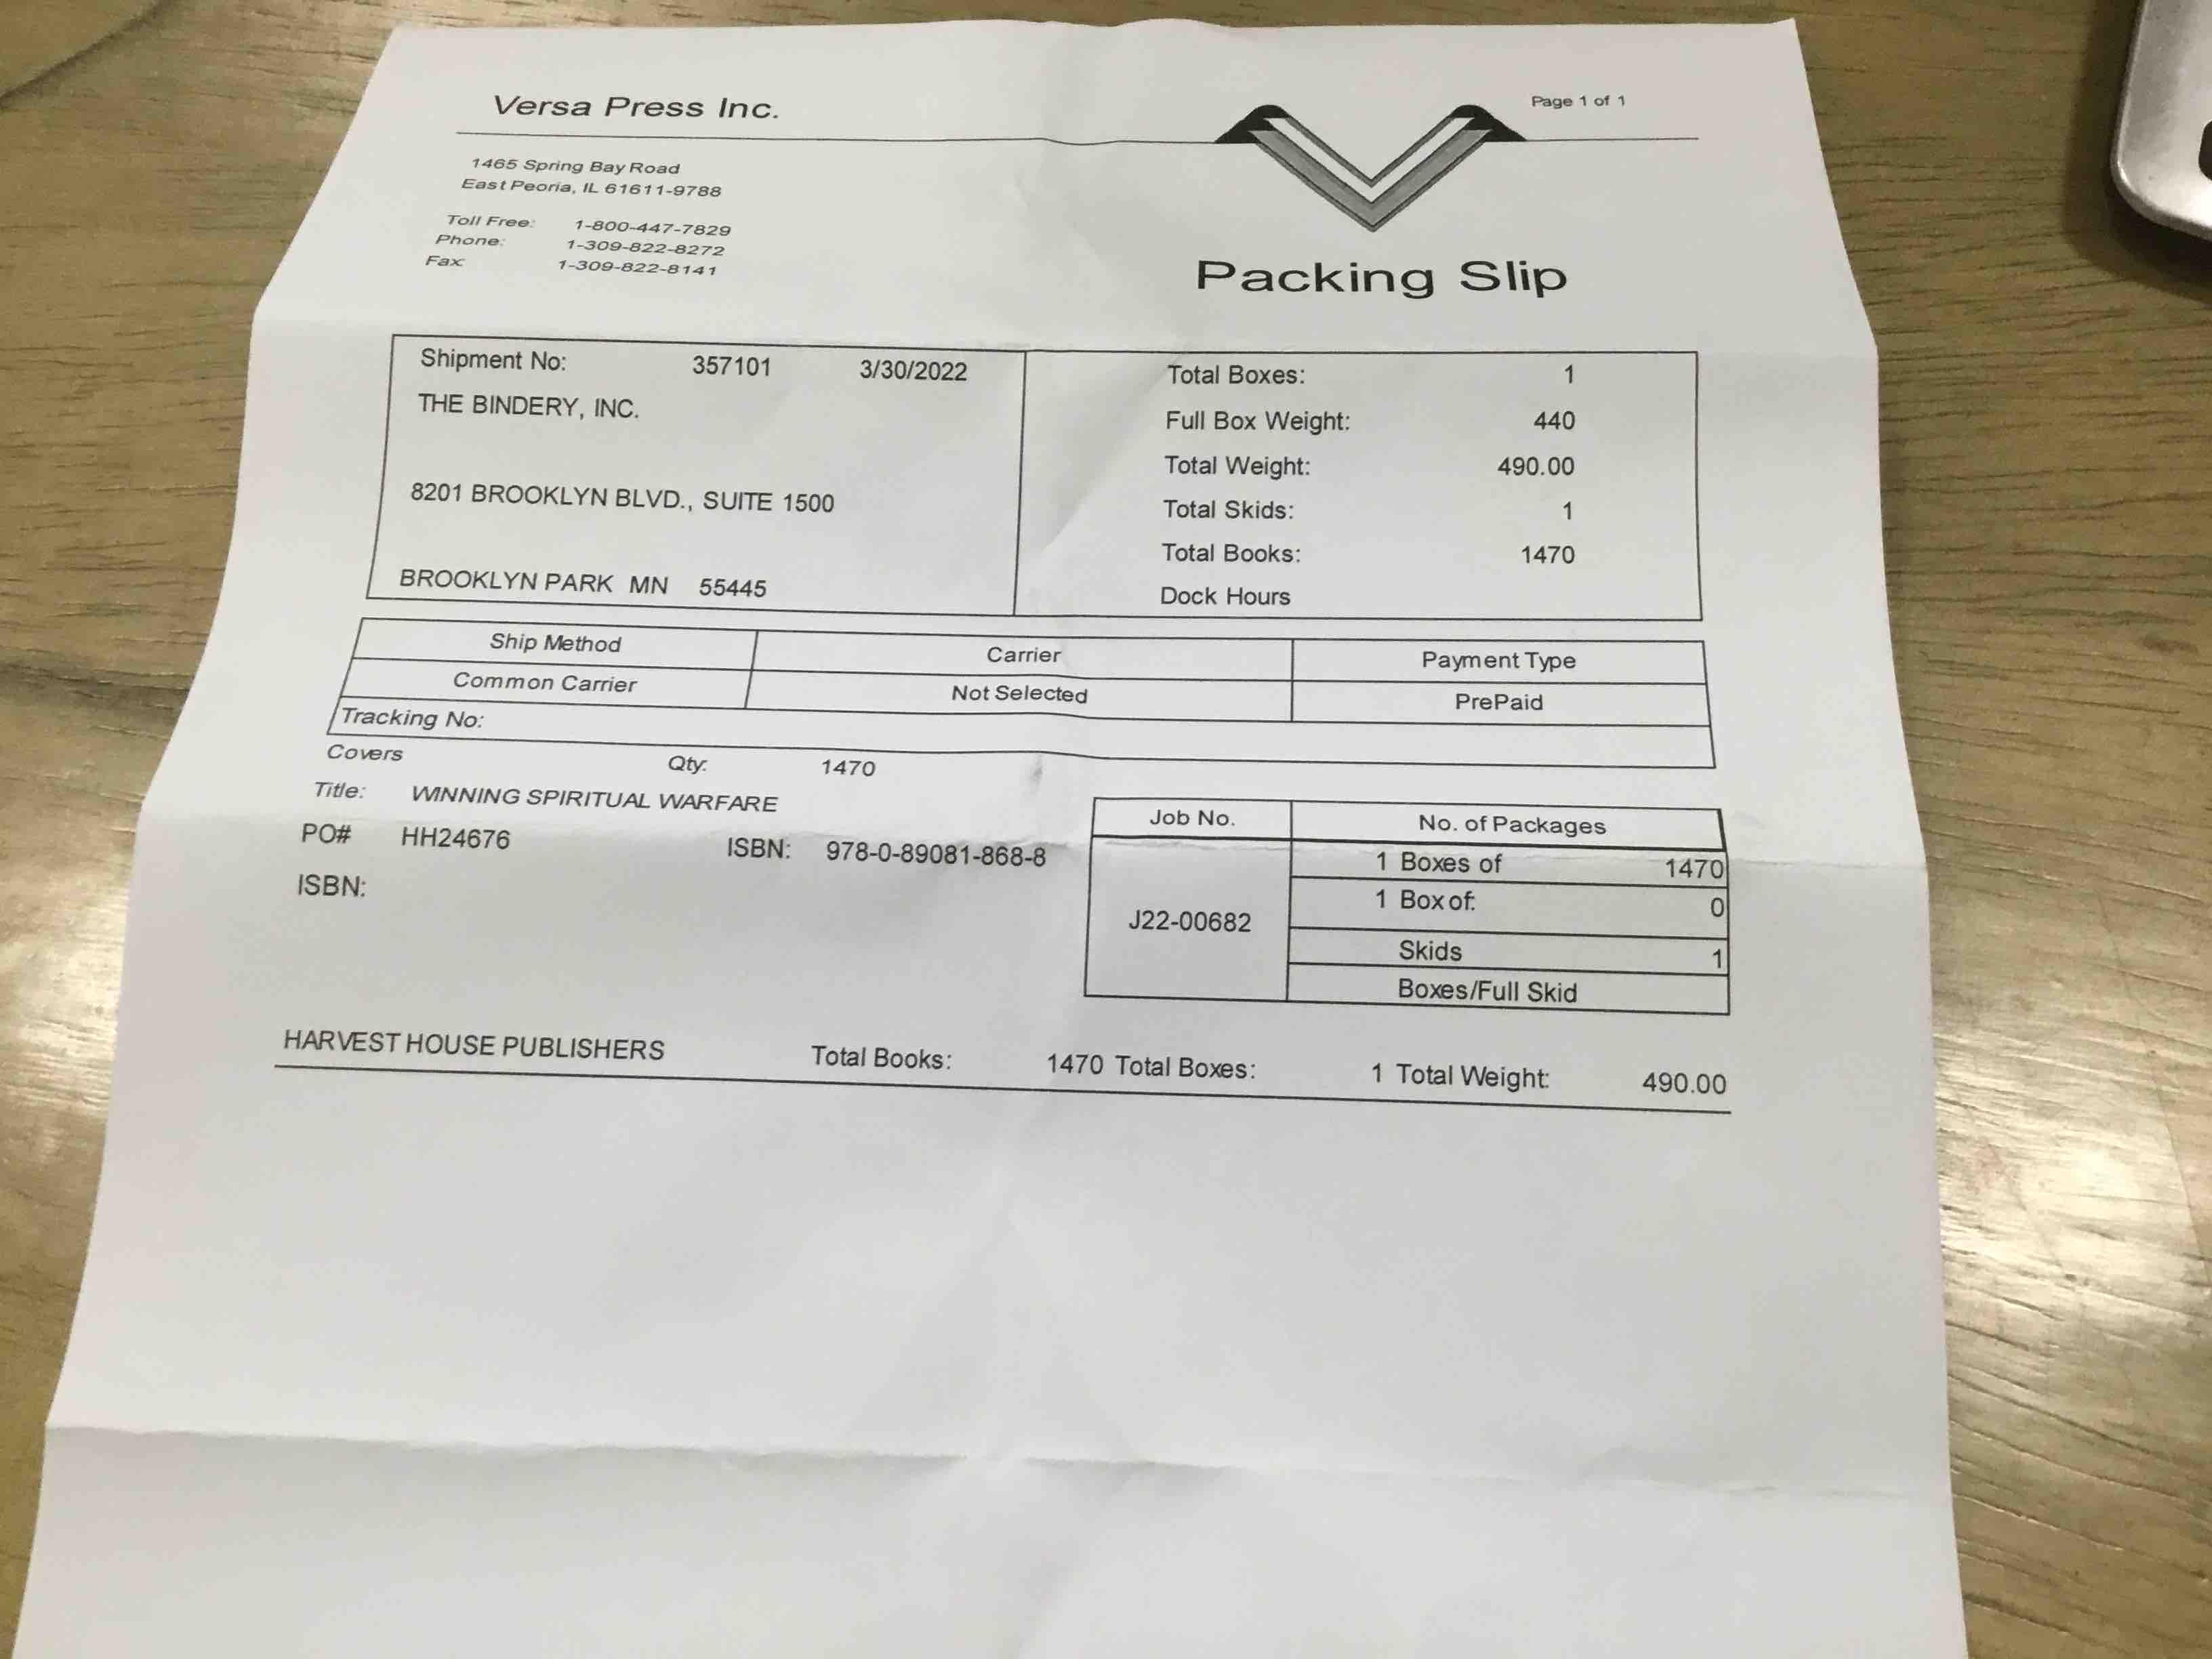 Versa Press Inc.
Page 1 of 1
1465 Spring Bay Road
East Peoria, IL 61611-9788
Toll Free: 1-800-447-7829
Phone: 1-309-822-8272
Fax: 1-309-822-8141
Packing Slip
Shipment No: 357101 3/30/2022
THE BINDERY, INC.
8201 BROOKLYN BLVD., SUITE 1500
BROOKLYN PARK MN 55445
Total Boxes: 1
Full Box Weight: 440
Total Weight: 490.00
Total Skids: 1
Total Books: 1470
Dock Hours
Ship Method Carrier Payment Type
Common Carrier Not Selected PrePaid
Tracking No:
Covers Qty: 1470
Title: WINNING SPIRITUAL WARFARE
PO# HH24676 ISBN: 978-0-89081-868-8
ISBN:
Job No. No. of Packages
J22-00682
1 Boxes of 1470
1 Box of: 0
Skids 1
Boxes/Full Skid
HARVEST HOUSE PUBLISHERS Total Books: 1470 Total Boxes: 1 Total Weight: 490.00